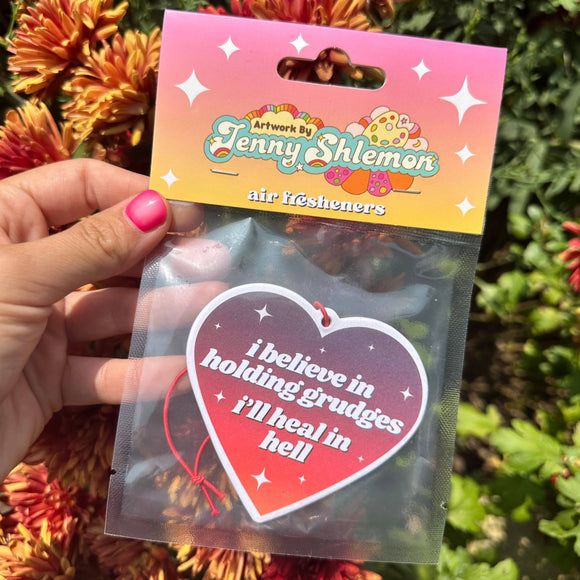 Artwork By
Jenny Shlemon
air fresheners
i believe in
holding grudges
i'll heal in
hell